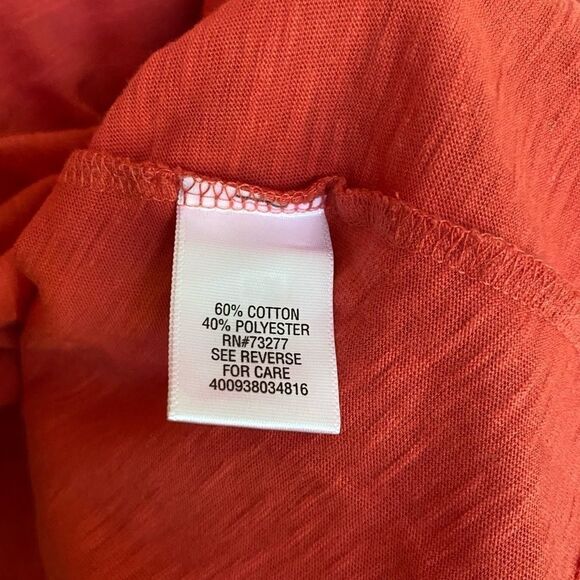 60% COTTON
40% POLYESTER
RN#73277
SEE REVERSE
FOR CARE
400938034816